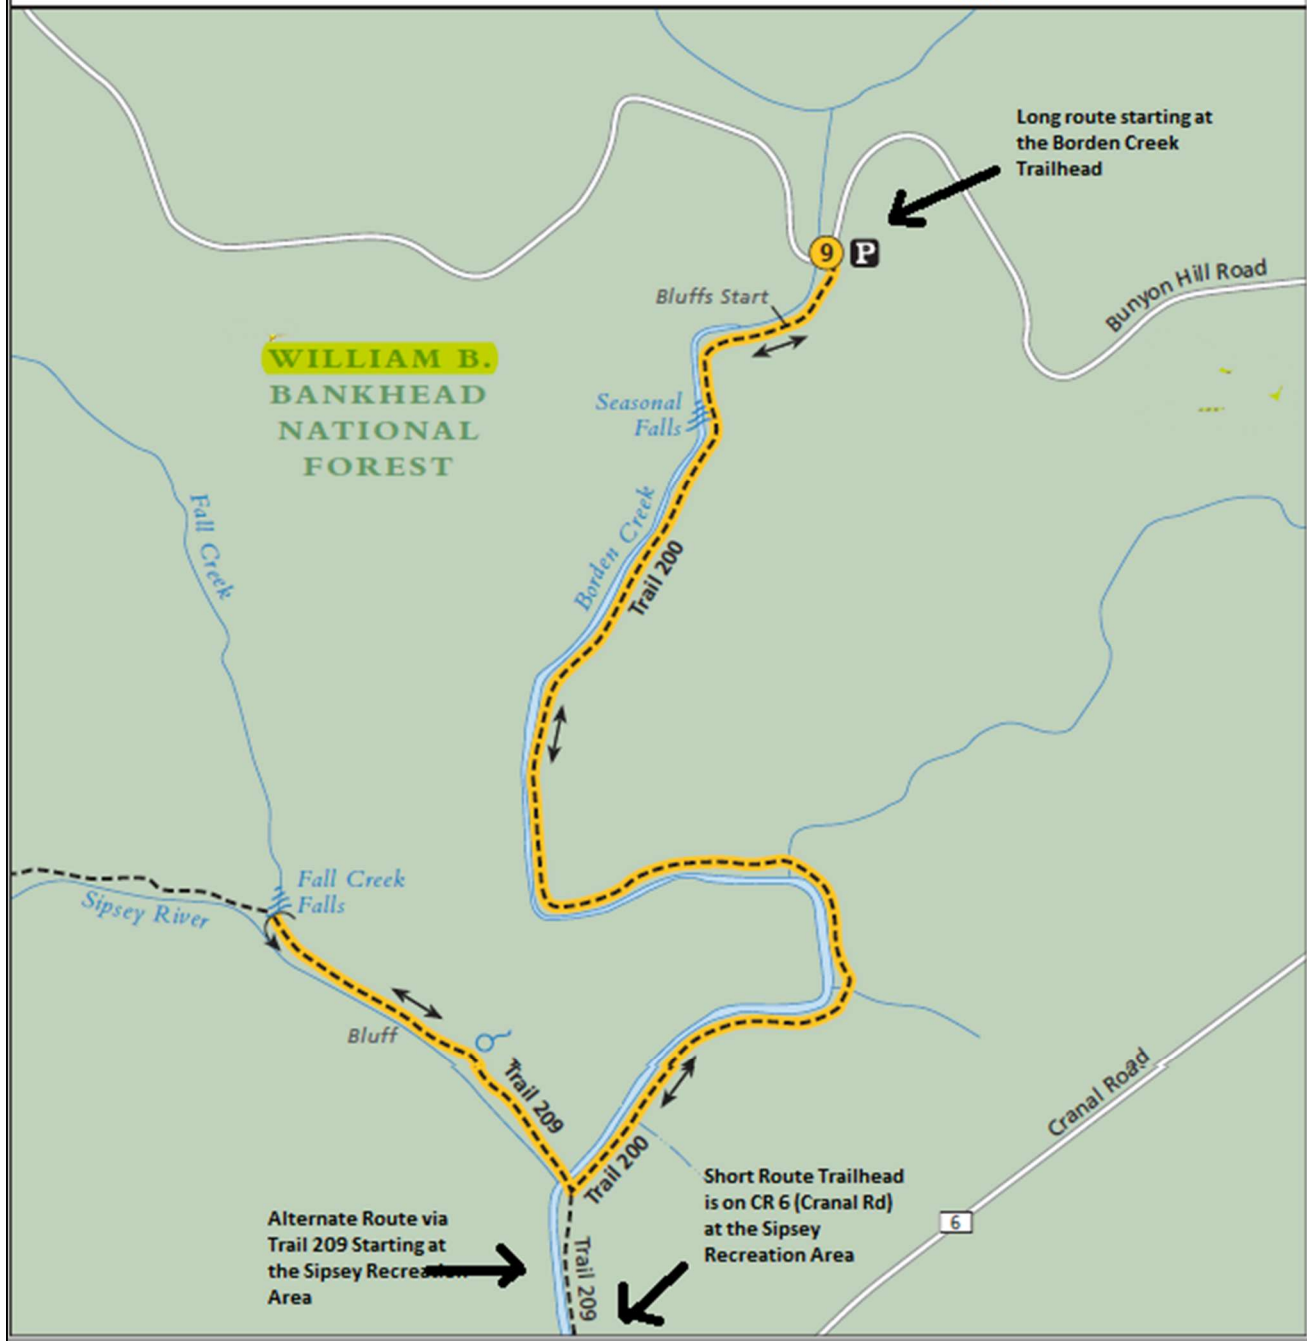 Long route starting at
the Borden Creek
Trailhead
9
P
Bunyon Hill Road
Bluffs Start
WILLIAM B.
BANKHEAD
NATIONAL
FOREST
Seasonal
Falls
Fall Creek
Borden Creek
Trail 200
Fall Creek
Falls
Sipsey River
Bluff
Trail 209
Cranal Road
Trail 200
Short Route Trailhead
is on CR 6 (Cranal Rd)
at the Sipsey
Recreation Area
6
Alternate Route via
Trail 209 Starting at
the Sipsey Recreation
Area
Trail 209